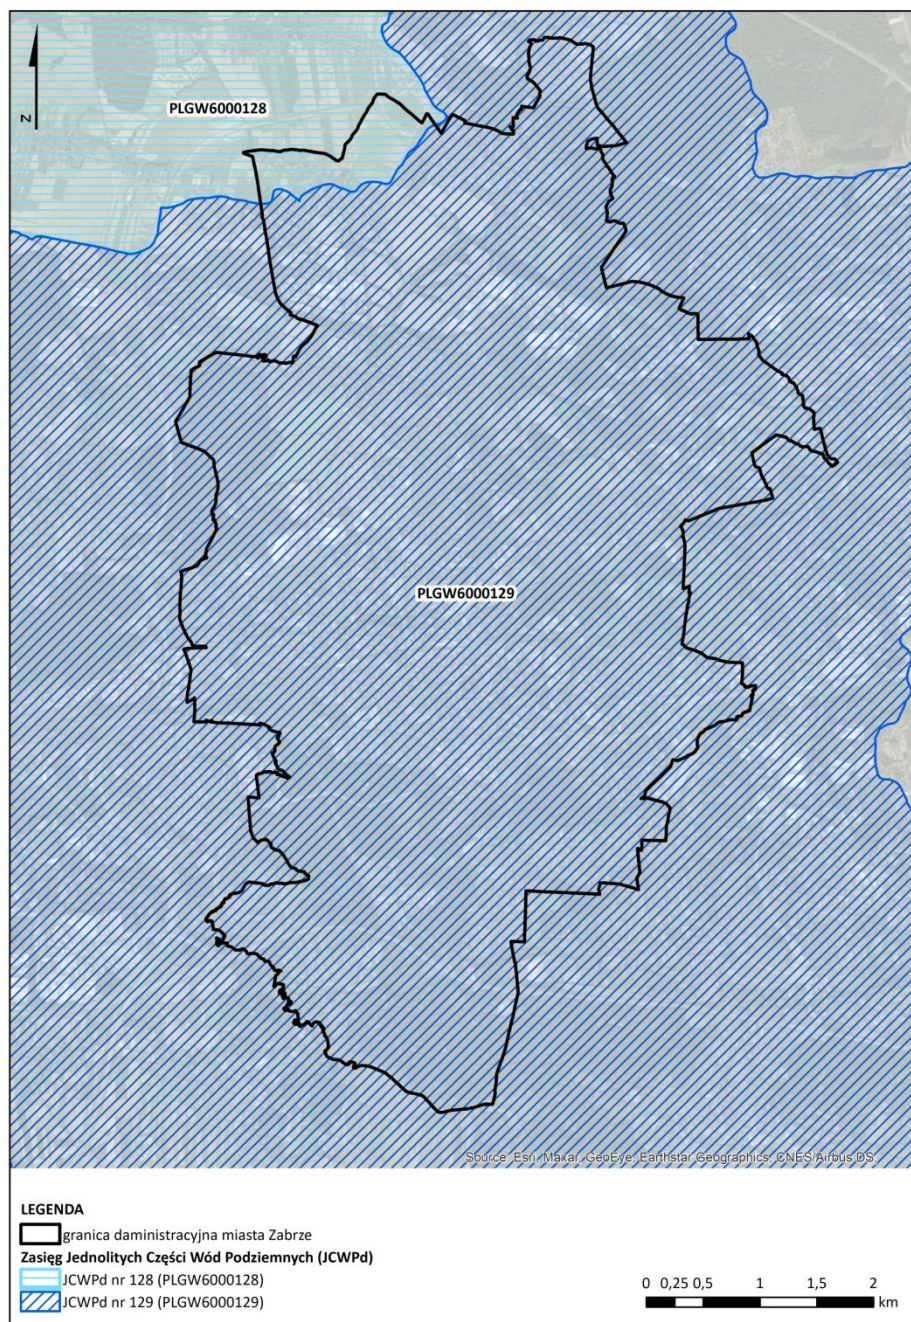 PLGW6000128
N
PLGW6000129
Source: Esri, Maxar, GeoEye, Earthstar Geographics, CNES/Airbus DS,
LEGENDA
granica daministracyjna miasta Zabrze
Zasięg Jednolitych Części Wód Podziemnych (JCWPd)
JCWPd nr 128 (PLGW6000128)
JCWPd nr 129 (PLGW6000129)
0 0,25 0,5 1 1,5 2
km